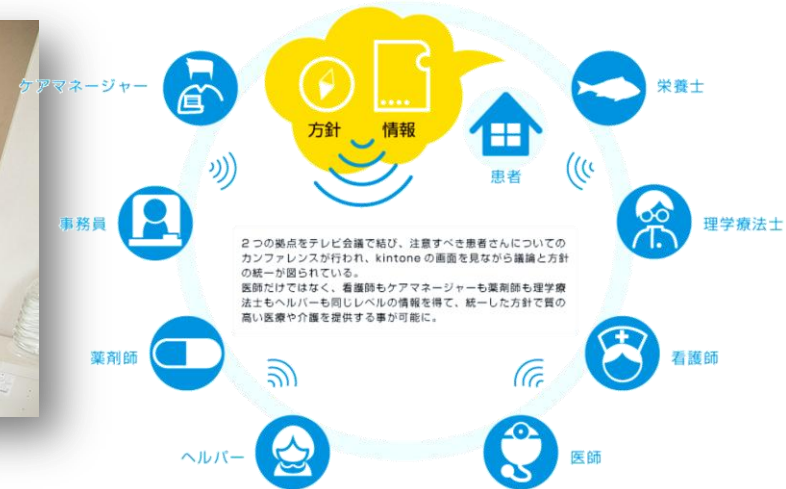 ケアマネージャー
方針
情報
栄養士
患者
事務員
理学療法士
2つの拠点をテレビ会議で結び、注意すべき患者さんについての
カンファレンスが行われ、kintone の画面を見ながら議論と方針
の統一が図られている。
医師だけではなく、看護師もケアマネージャーも薬剤師も理学療
法士もヘルパーも同じレベルの情報を得て、統一した方針で質の
高い医療や介護を提供する事が可能に。
薬剤師
看護師
ヘルパー
医師